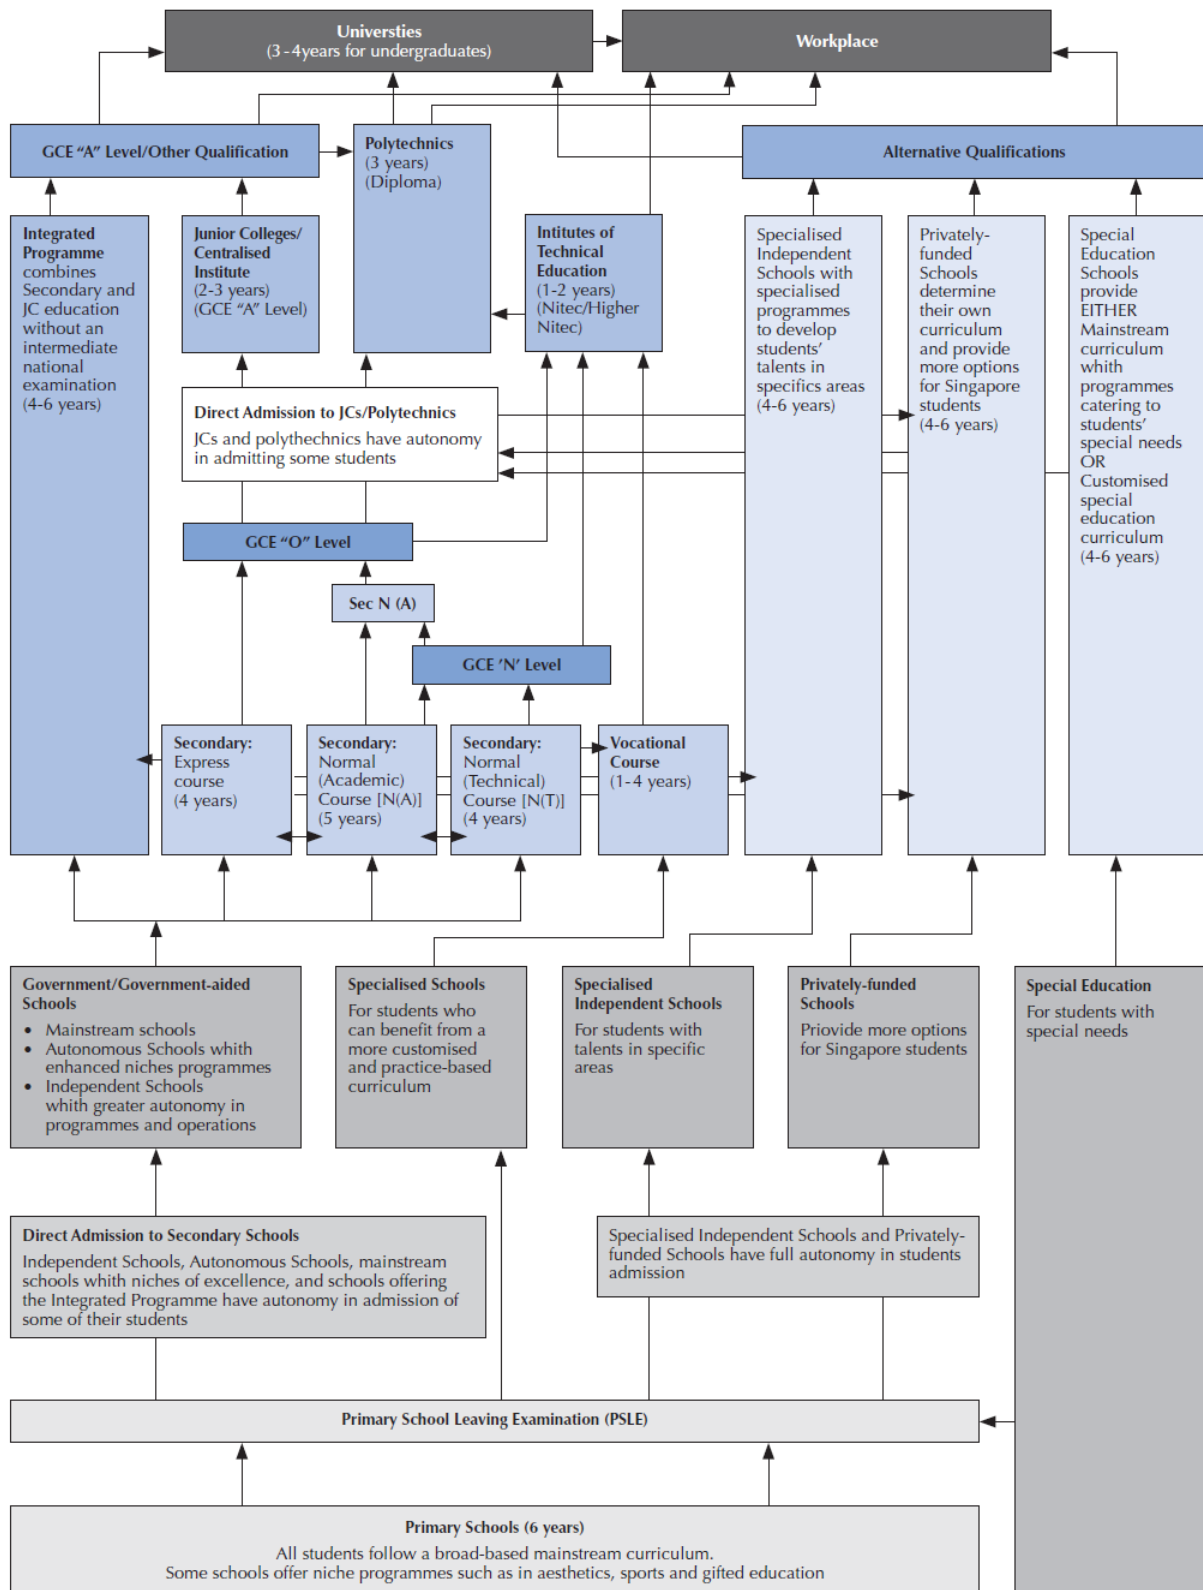 Universties
(3 - 4years for undergraduates)
Workplace
GCE “A” Level/Other Qualification
Polytechnics
(3 years)
(Diploma)
Alternative Qualifications
Integrated
Programme
combines
Secondary and
JC education
without an
intermediate
national
examination
(4-6 years)
Junior Colleges/
Centralised
Institute
(2-3 years)
(GCE “A” Level)
Intitutes of
Technical
Education
(1-2 years)
(Nitec/Higher
Nitec)
Specialised
Independent
Schools with
specialised
programmes
to develop
students’
talents in
specifics areas
(4-6 years)
Privately-
funded
Schools
determine
their own
curriculum
and provide
more options
for Singapore
students
(4-6 years)
Special
Education
Schools
provide
EITHER
Mainstream
curriculum
whith
programmes
catering to
students’
special needs
OR
Customised
special
education
curriculum
(4-6 years)
Direct Admission to JCs/Polytechnics
JCs and polythechnics have autonomy
in admitting some students
GCE “O” Level
Sec N (A)
GCE ’N’ Level
Secondary:
Express
course
(4 years)
Secondary:
Normal
(Academic)
Course [N(A)]
(5 years)
Secondary:
Normal
(Technical)
Course [N(T)]
(4 years)
Vocational
Course
(1-4 years)
Government/Government-aided
Schools
• Mainstream schools
• Autonomous Schools whith
enhanced niches programmes
• Independent Schools
whith greater autonomy in
programmes and operations
Specialised Schools
For students who
can benefit from a
more customised
and practice-based
curriculum
Specialised
Independent Schools
For students with
talents in specific
areas
Privately-funded
Schools
Priovide more options
for Singapore students
Special Education
For students with
special needs
Direct Admission to Secondary Schools
Independent Schools, Autonomous Schools, mainstream
schools whith niches of excellence, and schools offering
the Integrated Programme have autonomy in admission of
some of their students
Specialised Independent Schools and Privately-
funded Schools have full autonomy in students
admission
Primary School Leaving Examination (PSLE)
Primary Schools (6 years)
All students follow a broad-based mainstream curriculum.
Some schools offer niche programmes such as in aesthetics, sports and gifted education